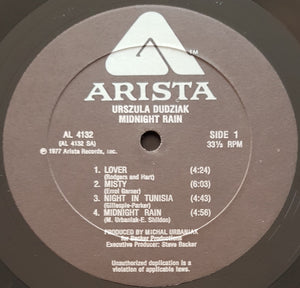 TM
ARISTA
URSZULA DUDZIAK
MIDNIGHT RAIN
AL 4132
(AL 4132 SA)
℗ 1977 Arista Records, Inc.
SIDE 1
33⅓ RPM
1. LOVER (4:24)
(Rodgers and Hart)
2. MISTY (6:03)
(Errol Garner)
3. NIGHT IN TUNISIA (4:43)
(Gillespie-Parker)
4. MIDNIGHT RAIN (4:56)
(M. Urbaniak-E. Shildon)
PRODUCED BY MICHAL URBANIAK
for Backer Productions
Executive Producer: Steve Backer
Unauthorized duplication is a
violation of applicable laws.